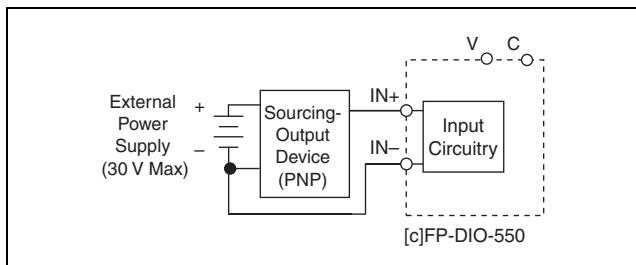 V C
External
Power
Supply
(30 V Max)
+
–
Sourcing-
Output
Device
(PNP)
IN+
IN–
Input
Circuitry
[c]FP-DIO-550